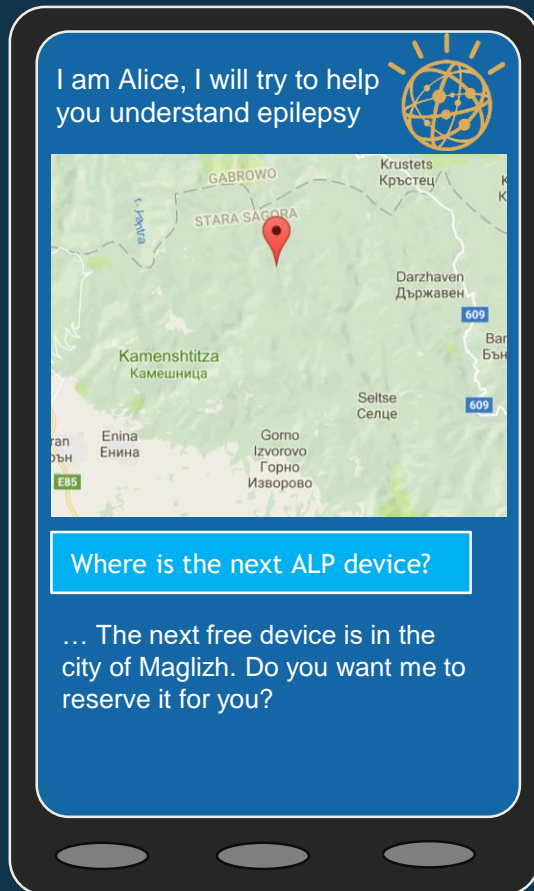 I am Alice, I will try to help
you understand epilepsy
Krustets
Кръстец
GABROWO
STARA SAGORA
Darzhaven
Държавен
609
Kamenshtitza
Камешница
Seltse
Селце
609
Enina
Енина
Gorno
Izvorovo
Горно
Изворово
E85
Where is the next ALP device?
… The next free device is in the
city of Maglizh. Do you want me to
reserve it for you?